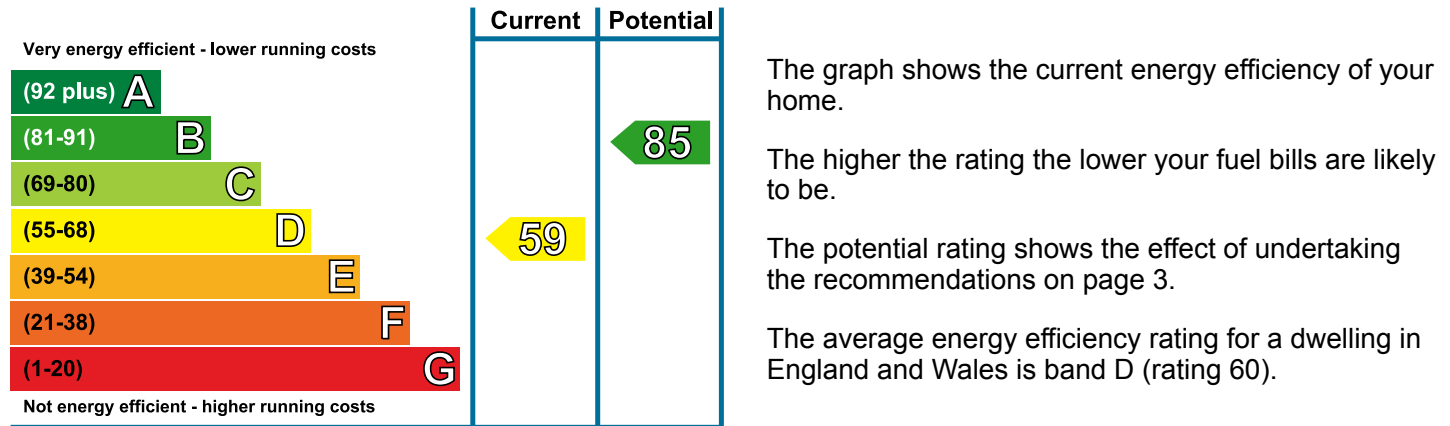 Current Potential
Very energy efficient - lower running costs
(92 plus) A
(81-91) B
85
(69-80) C
(55-68) D
59
(39-54) E
(21-38) F
(1-20) G
Not energy efficient - higher running costs
The graph shows the current energy efficiency of your
home.
The higher the rating the lower your fuel bills are likely
to be.
The potential rating shows the effect of undertaking
the recommendations on page 3.
The average energy efficiency rating for a dwelling in
England and Wales is band D (rating 60).